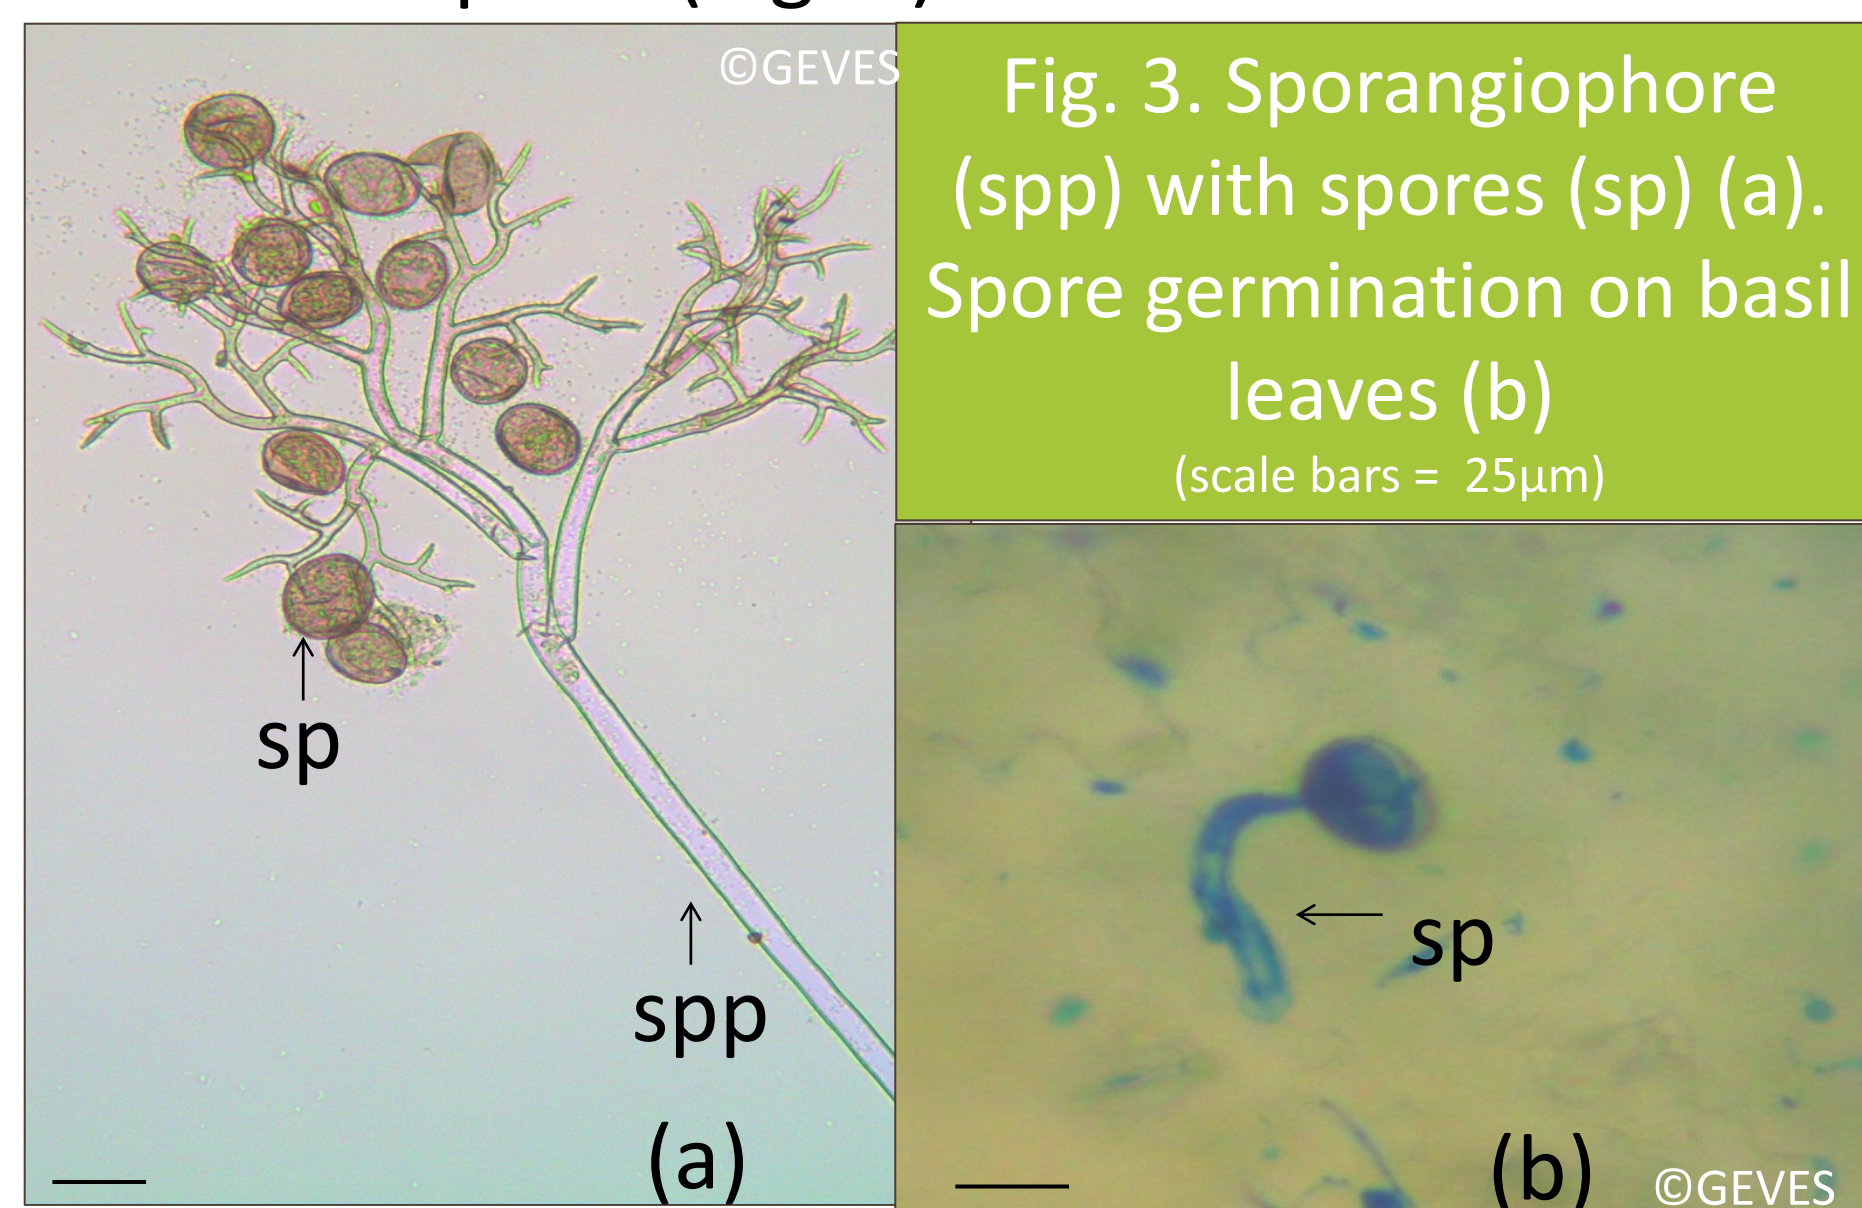 ©GEVES
Fig. 3. Sporangiophore
(spp) with spores (sp) (a).
Spore germination on basil
leaves (b)
(scale bars = 25µm)
sp
spp
(a)
sp
(b)
©GEVES